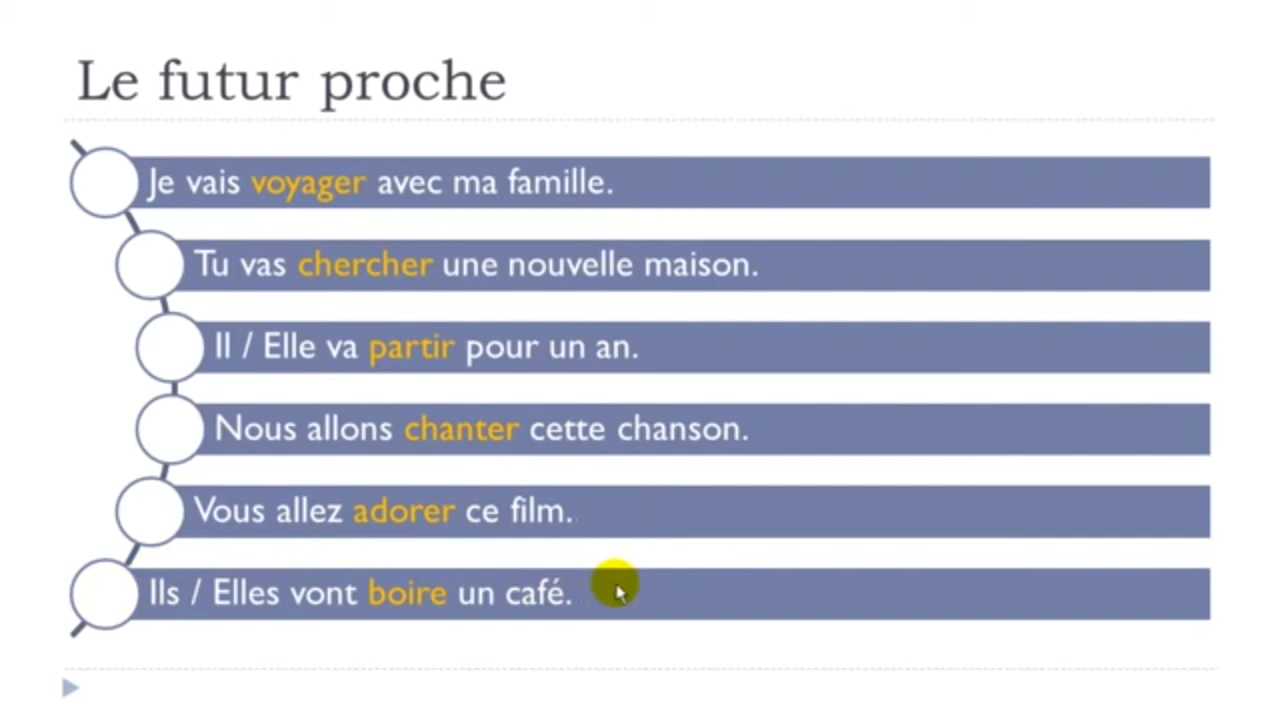 Le futur proche
Je vais voyager avec ma famille.
Tu vas chercher une nouvelle maison.
Il / Elle va partir pour un an.
Nous allons chanter cette chanson.
Vous allez adorer ce film.
Ils / Elles vont boire un café.